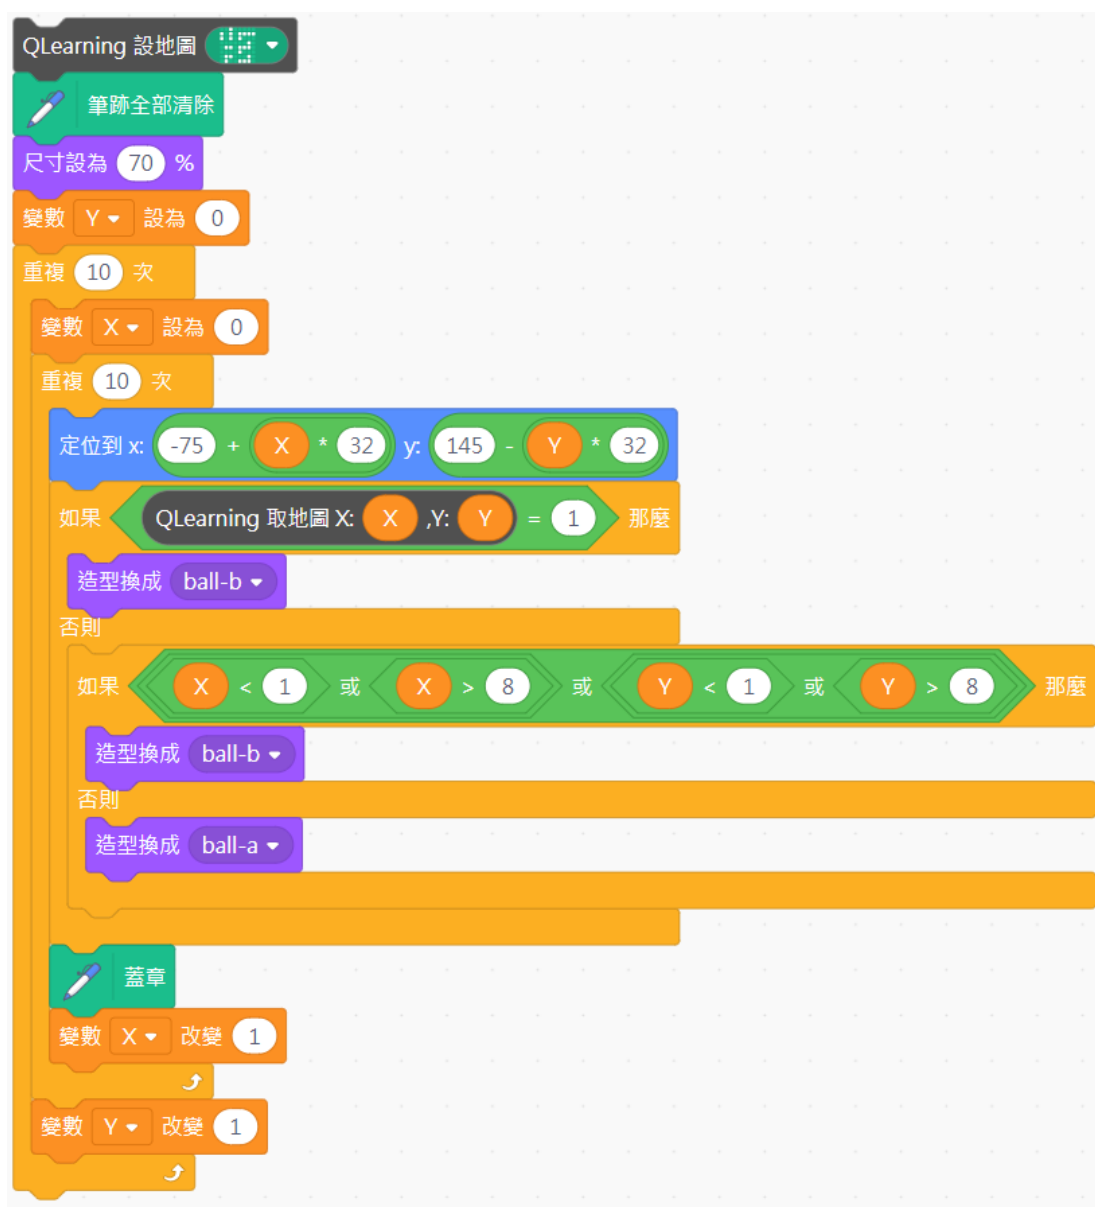 QLearning 設地圖
筆跡全部清除
尺寸設為 70 %
變數 Y 設為 0
重複 10 次
變數 X 設為 0
重複 10 次
定位到 x: -75 + X * 32 y: 145 - Y * 32
如果 QLearning 取地圖 X: X ,Y: Y = 1 那麼
造型換成 ball-b
否則
如果 X < 1 或 X > 8 或 Y < 1 或 Y > 8 那麼
造型換成 ball-b
否則
造型換成 ball-a
蓋章
變數 X 改變 1
變數 Y 改變 1